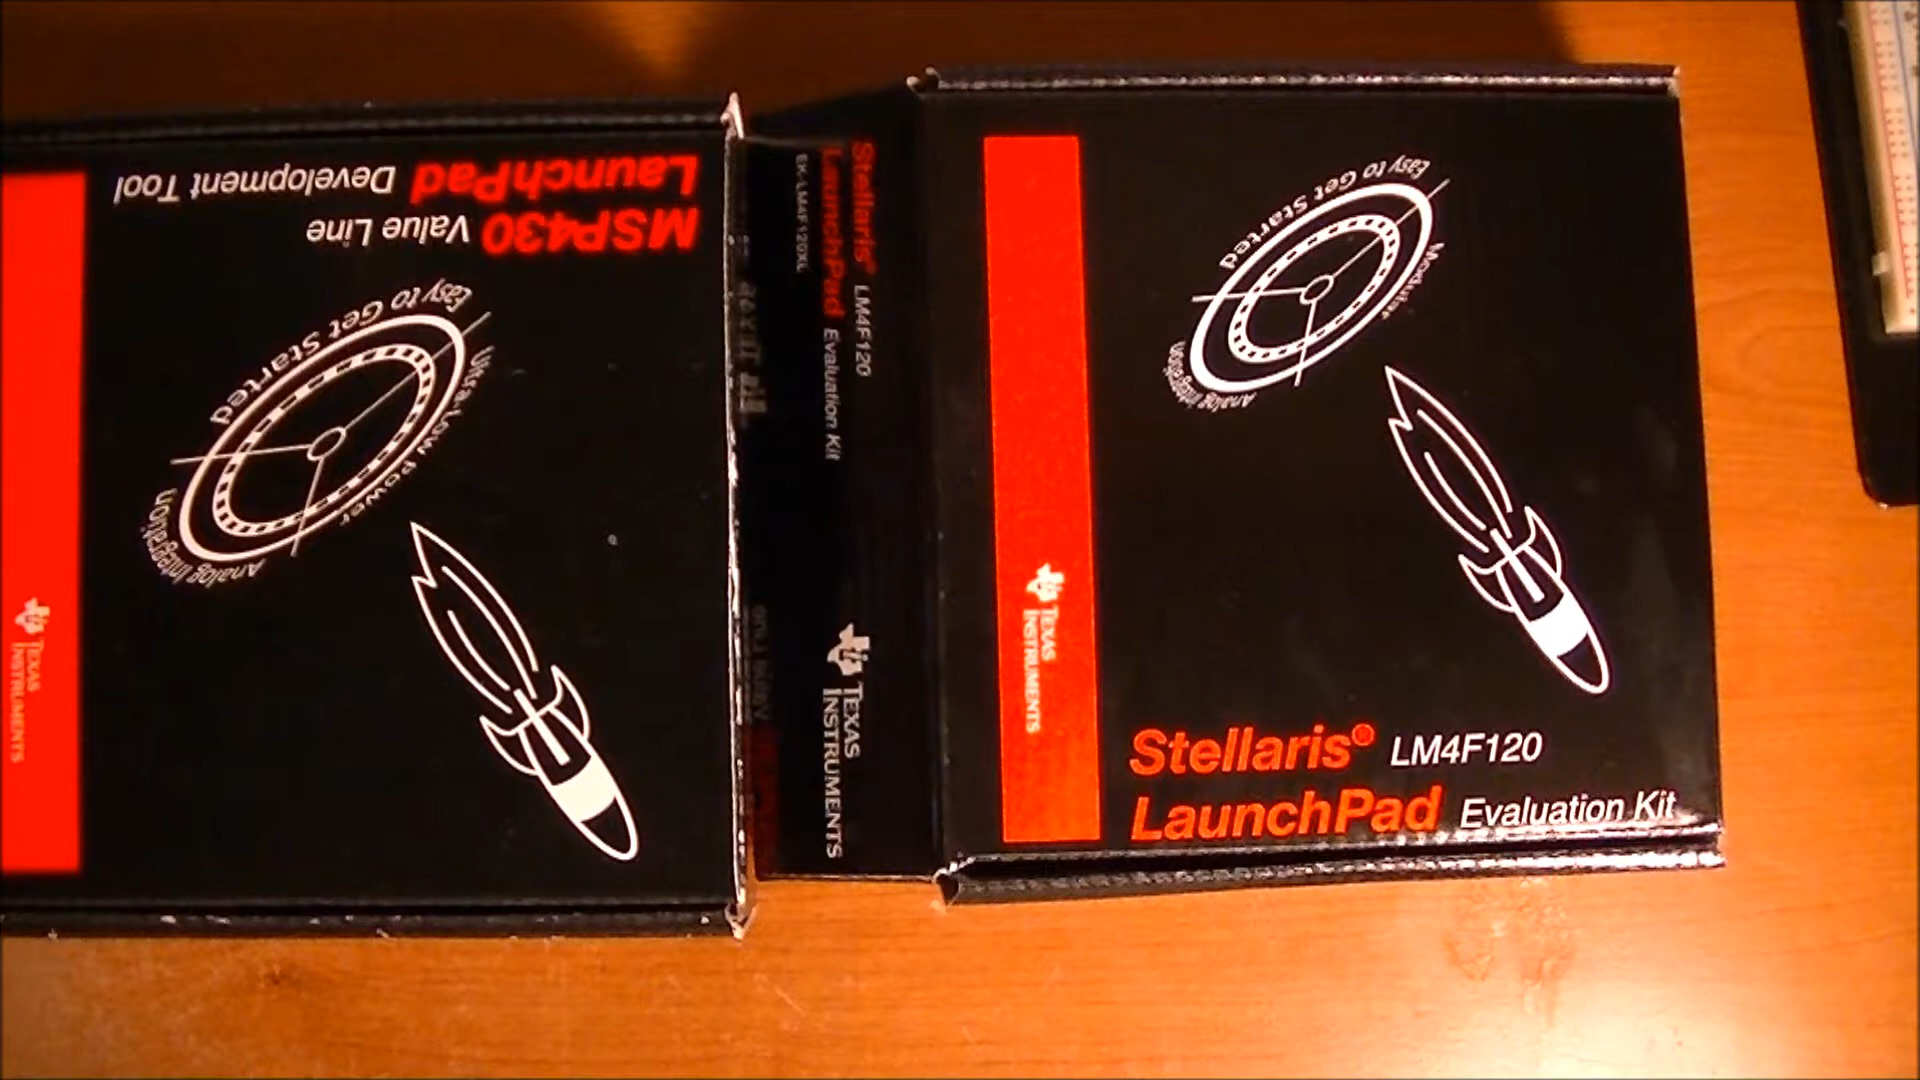 MSP430 Value Line
LaunchPad Development Tool
Easy to Get Started
Ultra-Low Power
Analog Integration
TEXAS
INSTRUMENTS
Stellaris® LM4F120
LaunchPad Evaluation Kit
EK-LM4F120XL
TEXAS
INSTRUMENTS
Easy to Get Started
Modular
Analog Integration
TEXAS
INSTRUMENTS
Stellaris® LM4F120
LaunchPad Evaluation Kit